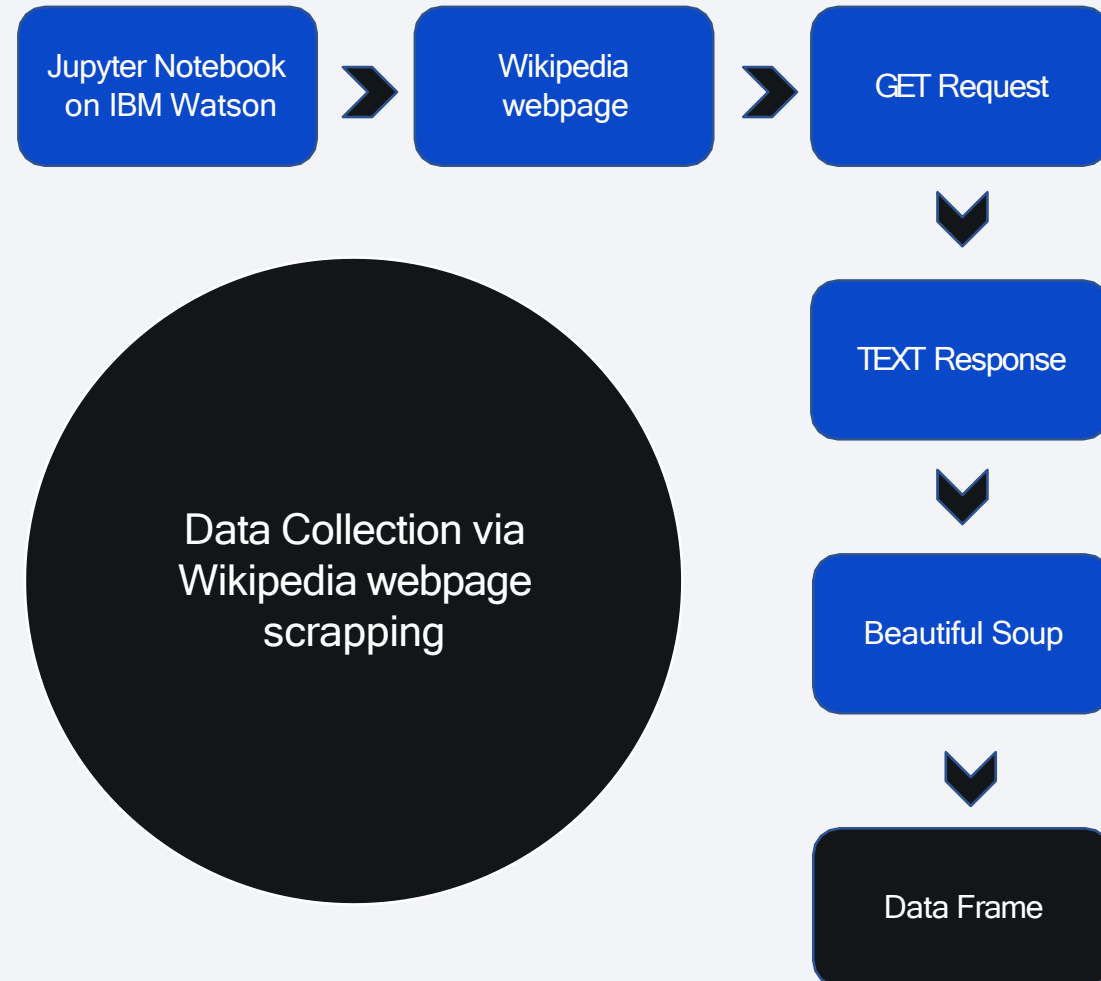 Jupyter Notebook
on IBM Watson
Wikipedia
webpage
GET Request
TEXT Response
Data Collection via
Wikipedia webpage
scrapping
Beautiful Soup
Data Frame